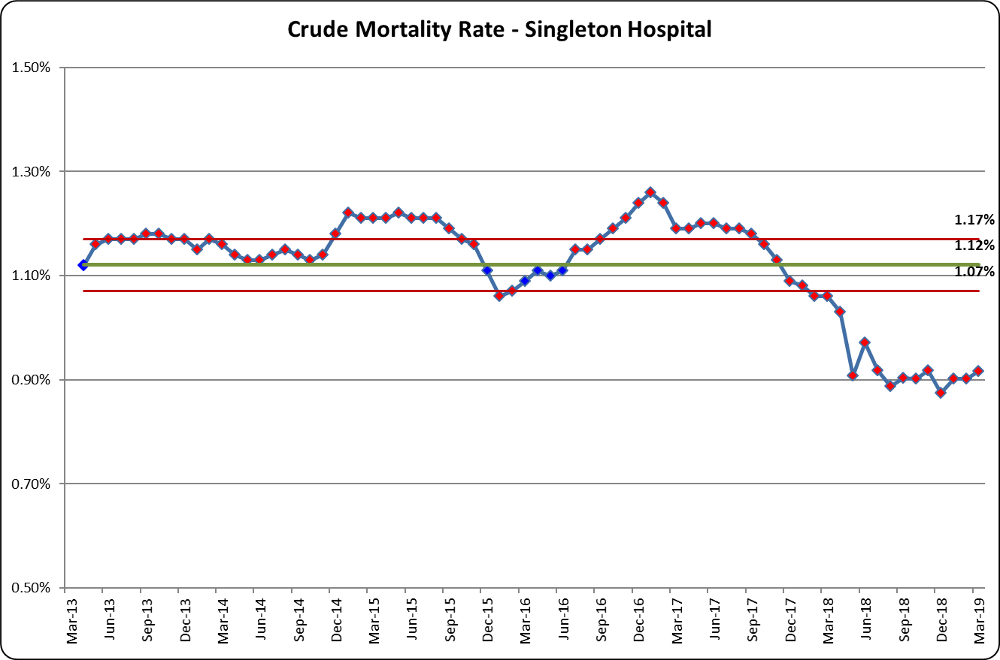 Crude Mortality Rate - Singleton Hospital
1.50%
1.30%
1.17%
1.12%
1.10%
1.07%
0.90%
0.70%
0.50%
Mar-13
Jun-13
Sep-13
Dec-13
Mar-14
Jun-14
Sep-14
Dec-14
Mar-15
Jun-15
Sep-15
Dec-15
Mar-16
Jun-16
Sep-16
Dec-16
Mar-17
Jun-17
Sep-17
Dec-17
Mar-18
Jun-18
Sep-18
Dec-18
Mar-19